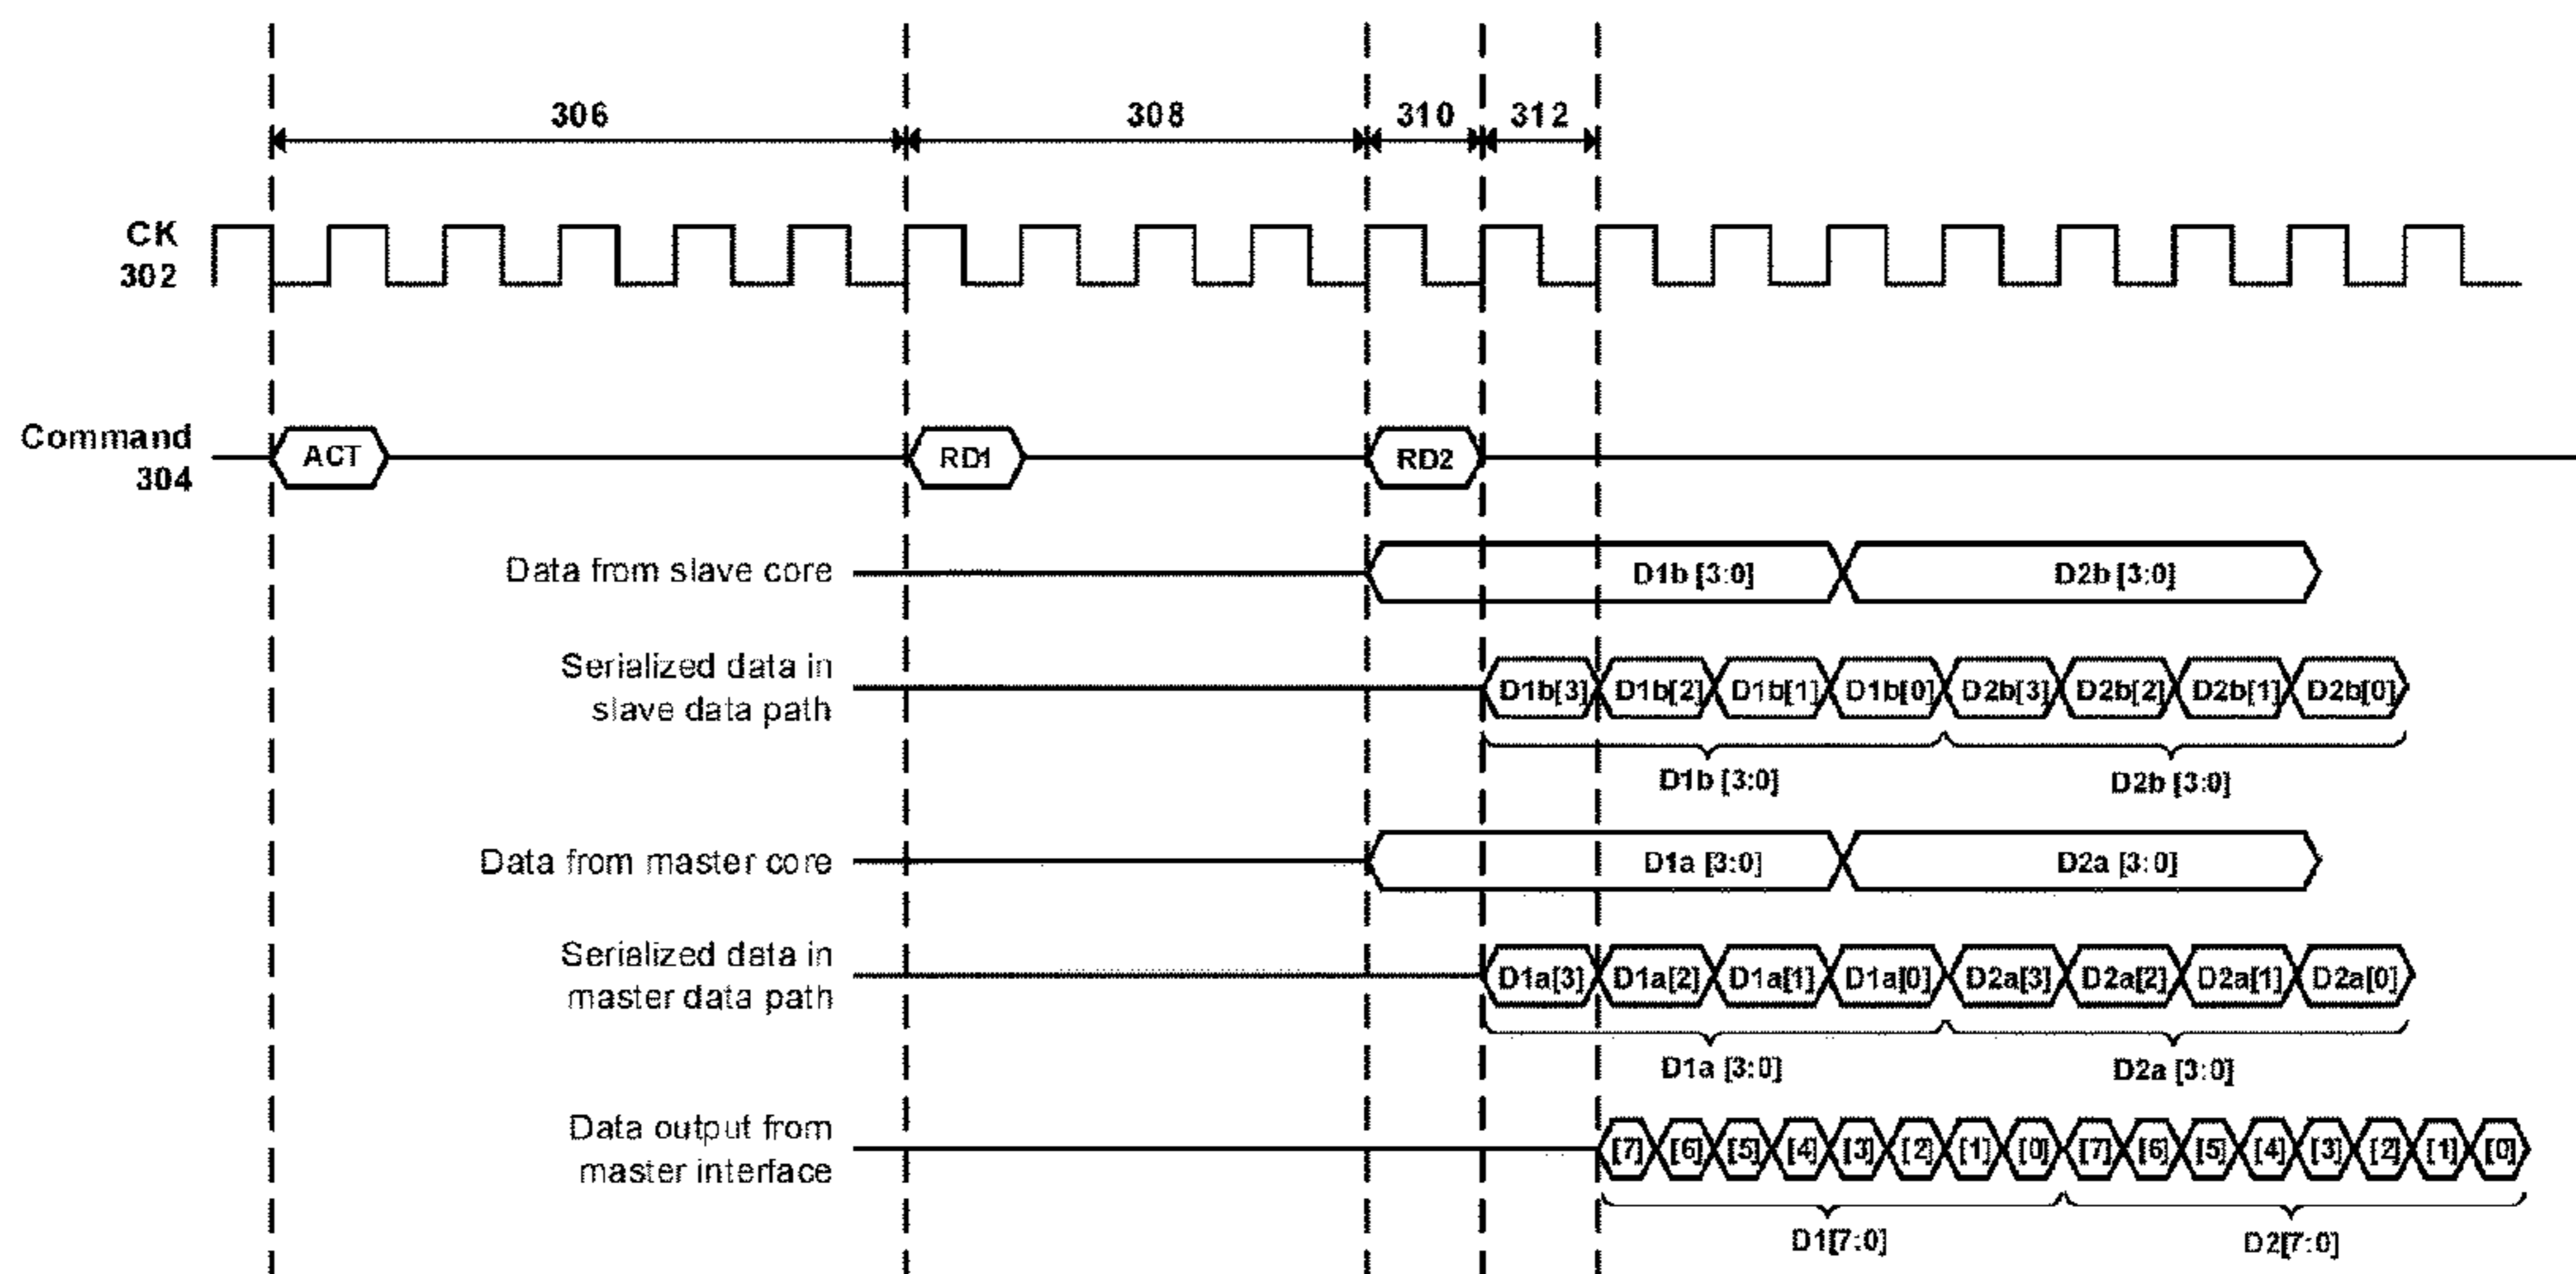 306 308 310 312
CK
302
Command
304
ACT RD1 RD2
Data from slave core D1b [3:0] D2b [3:0]
Serialized data in
slave data path
D1b[3] D1b[2] D1b[1] D1b[0] D2b[3] D2b[2] D2b[1] D2b[0]
D1b [3:0] D2b [3:0]
Data from master core D1a [3:0] D2a [3:0]
Serialized data in
master data path
D1a[3] D1a[2] D1a[1] D1a[0] D2a[3] D2a[2] D2a[1] D2a[0]
D1a [3:0] D2a [3:0]
Data output from
master interface
[7] [6] [5] [4] [3] [2] [1] [0] [7] [6] [5] [4] [3] [2] [1] [0]
D1[7:0] D2[7:0]